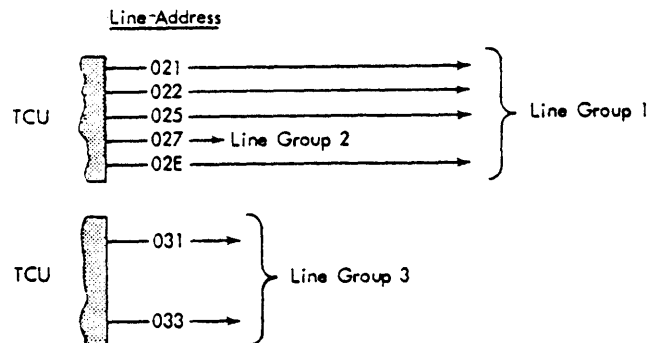 Line-Address
021
022
TCU
025
Line Group 1
027
Line Group 2
02E
031
TCU
Line Group 3
033